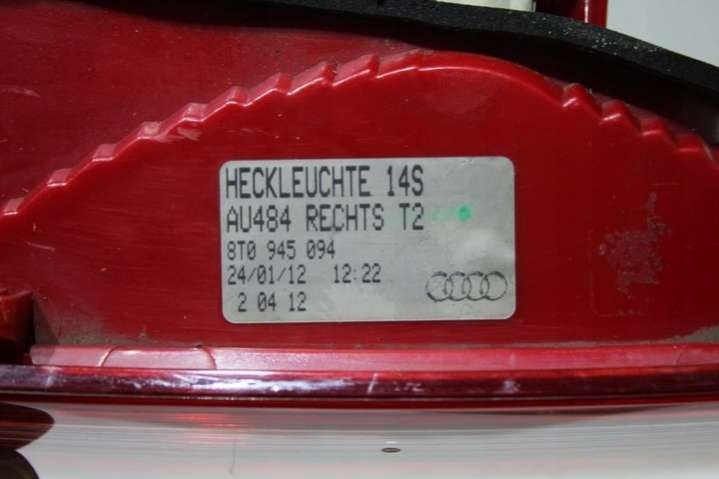 HECKLEUCHTE 14S
AU484 RECHTS T2
8T0 945 094
24/01/12 12:22
2 04 12